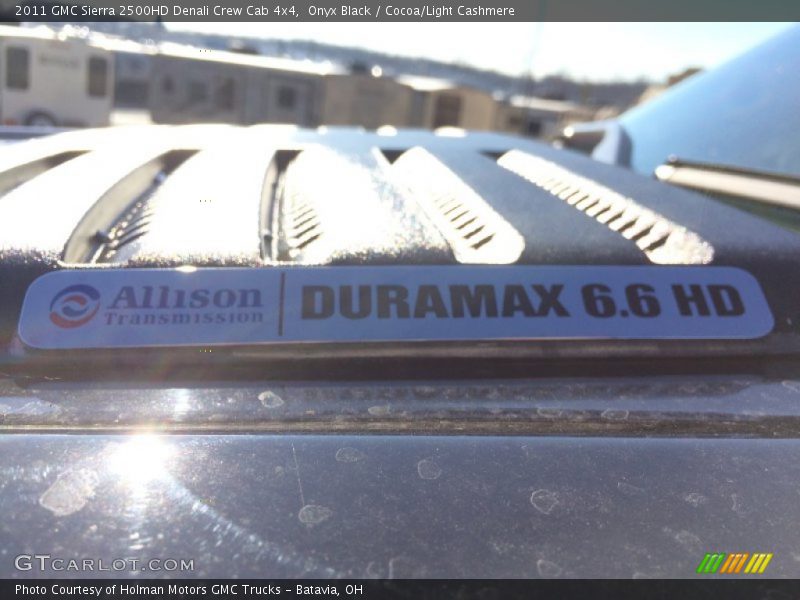 2011 GMC Sierra 2500HD Denali Crew Cab 4x4, Onyx Black / Cocoa/Light Cashmere
Allison Transmission | DURAMAX 6.6 HD
GTCARLOT.COM
Photo Courtesy of Holman Motors GMC Trucks - Batavia, OH